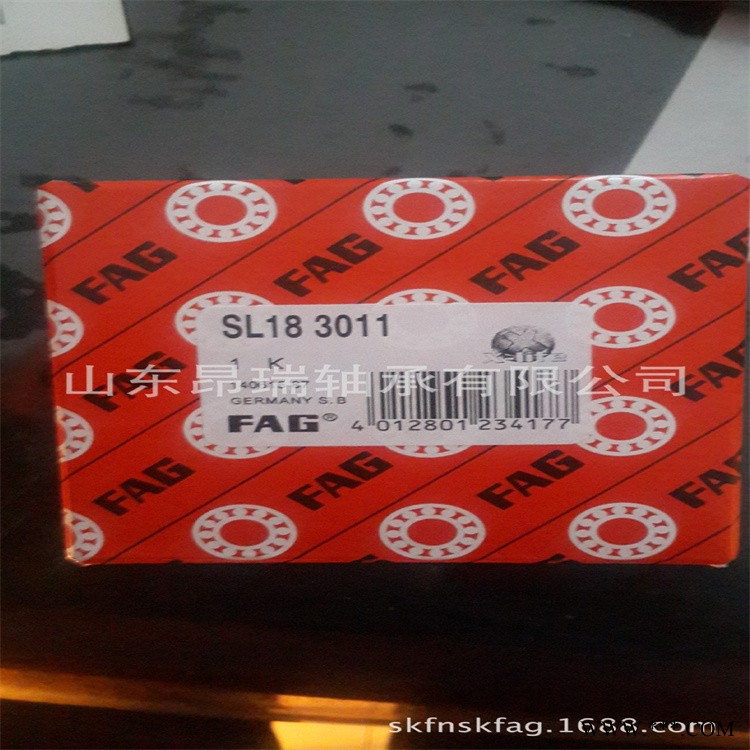 FAG
FAG
FAG
SL18 3011
1 K
GERMANY S.B
FAG®
4 012801 234177
山东昂瑞轴承有限公司
FAG
FAG
FAG
skfnskfag.1688.com